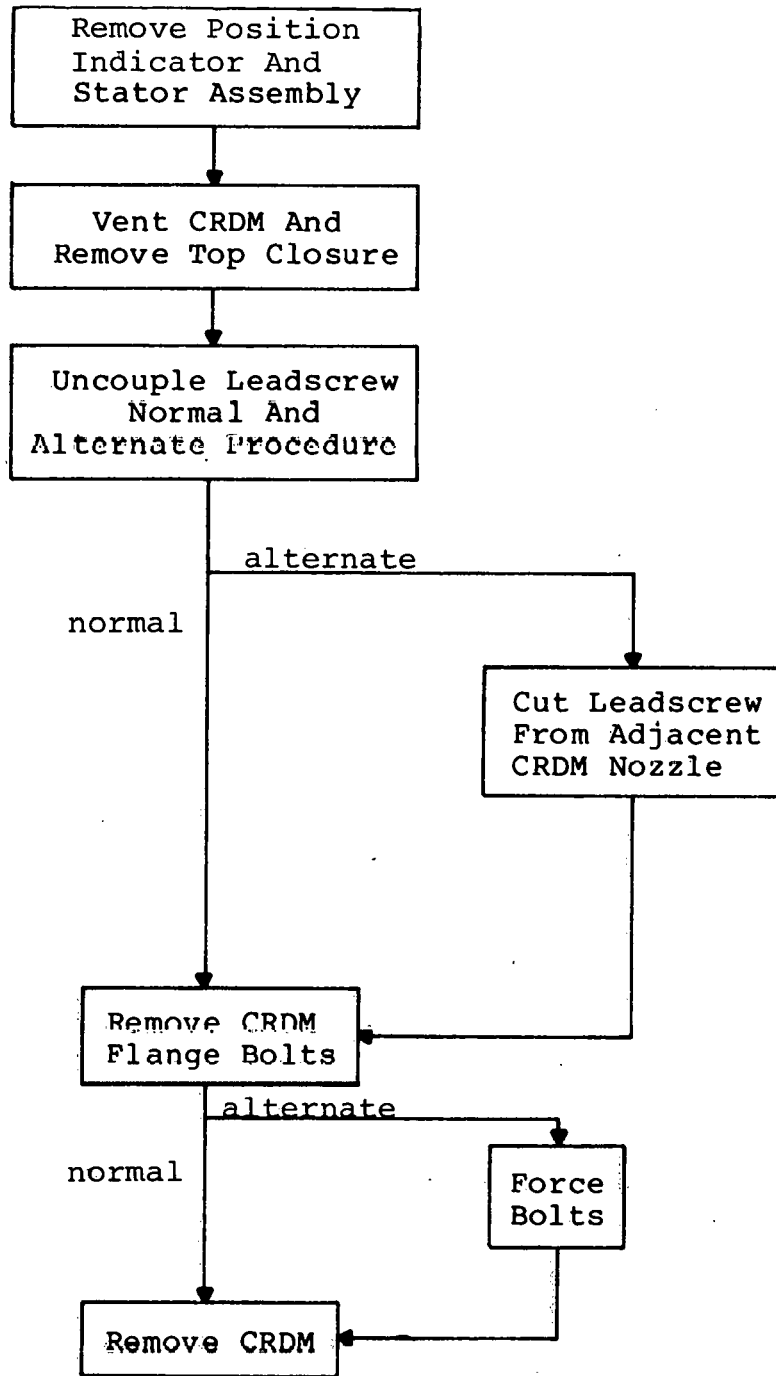 Remove Position
Indicator And
Stator Assembly
Vent CRDM And
Remove Top Closure
Uncouple Leadscrew
Normal And
Alternate Procedure
alternate
normal
Cut Leadscrew
From Adjacent
CRDM Nozzle
Remove CRDM
Flange Bolts
alternate
normal
Force
Bolts
Remove CRDM